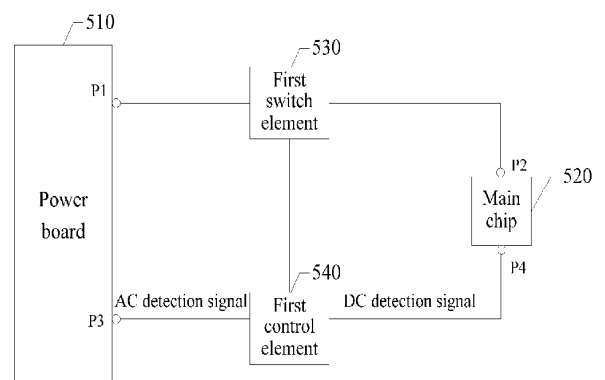 510
530
P1
First
switch
element
P2
Main
chip
520
Power
board
P4
540
AC detection signal
First
control
element
DC detection signal
P3